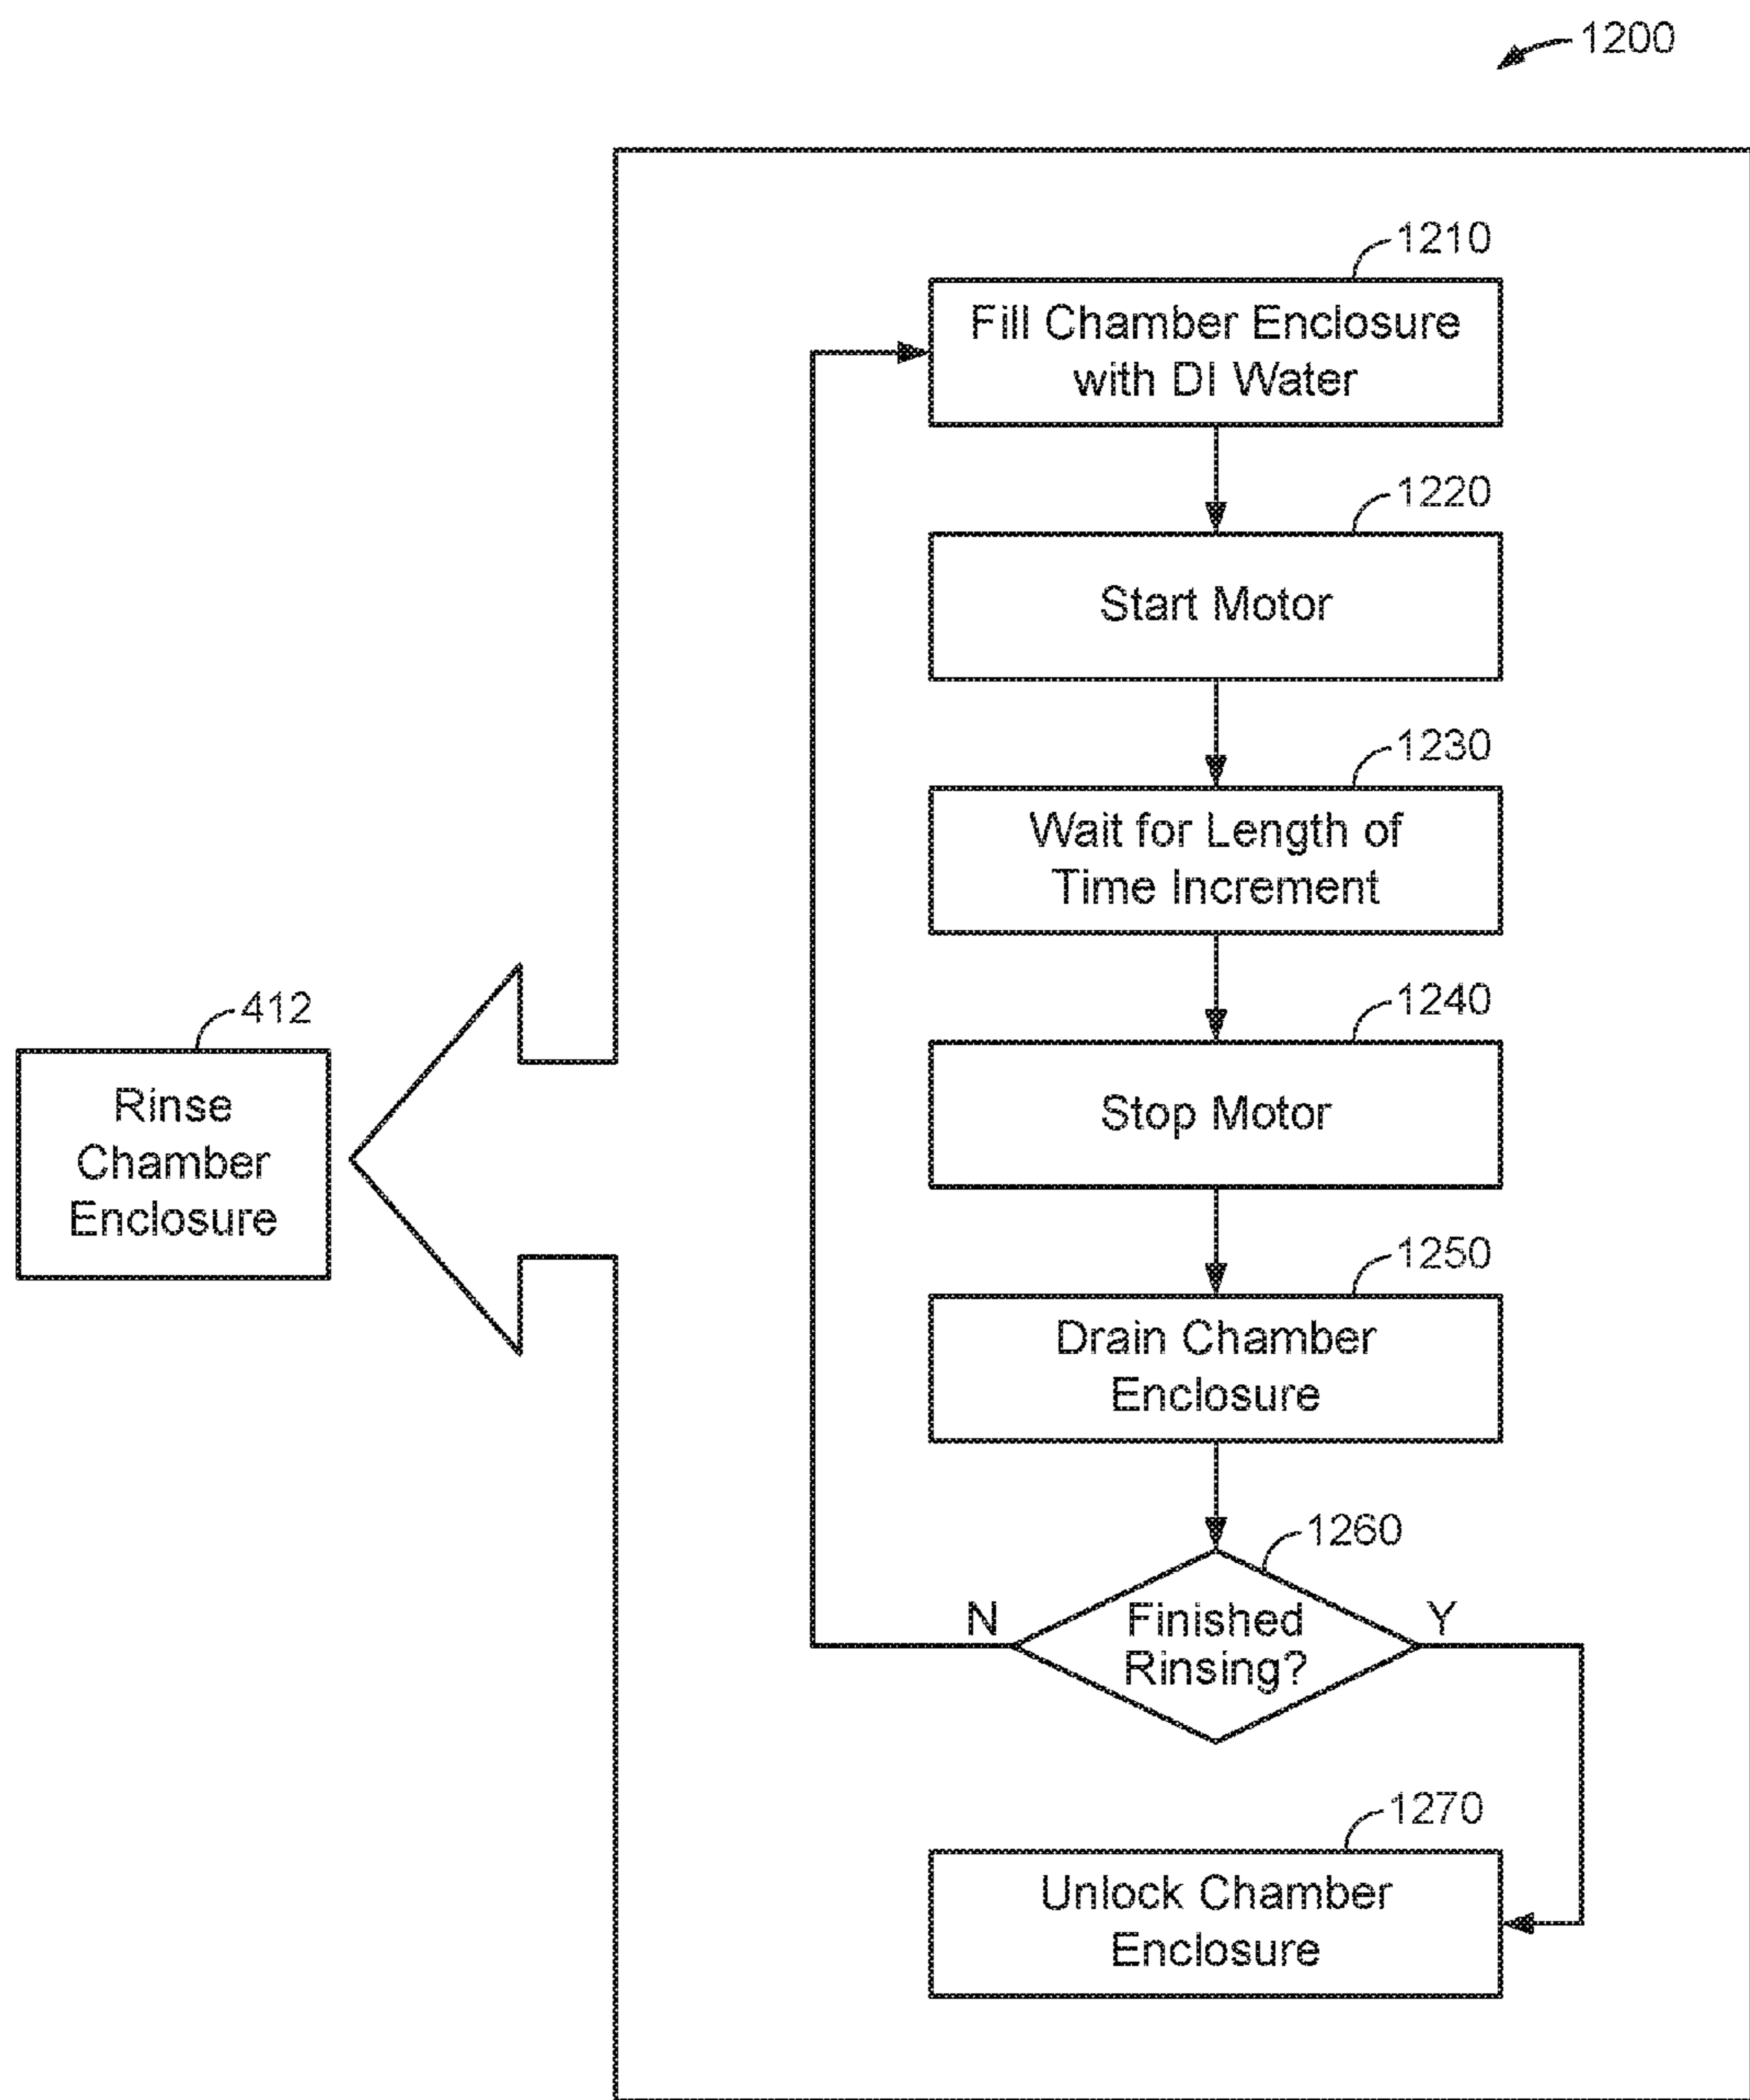 1200
1210
Fill Chamber Enclosure
with DI Water
1220
Start Motor
1230
Wait for Length of
Time Increment
1240
Stop Motor
412
Rinse
Chamber
Enclosure
1250
Drain Chamber
Enclosure
1260
N
Finished
Rinsing?
Y
1270
Unlock Chamber
Enclosure